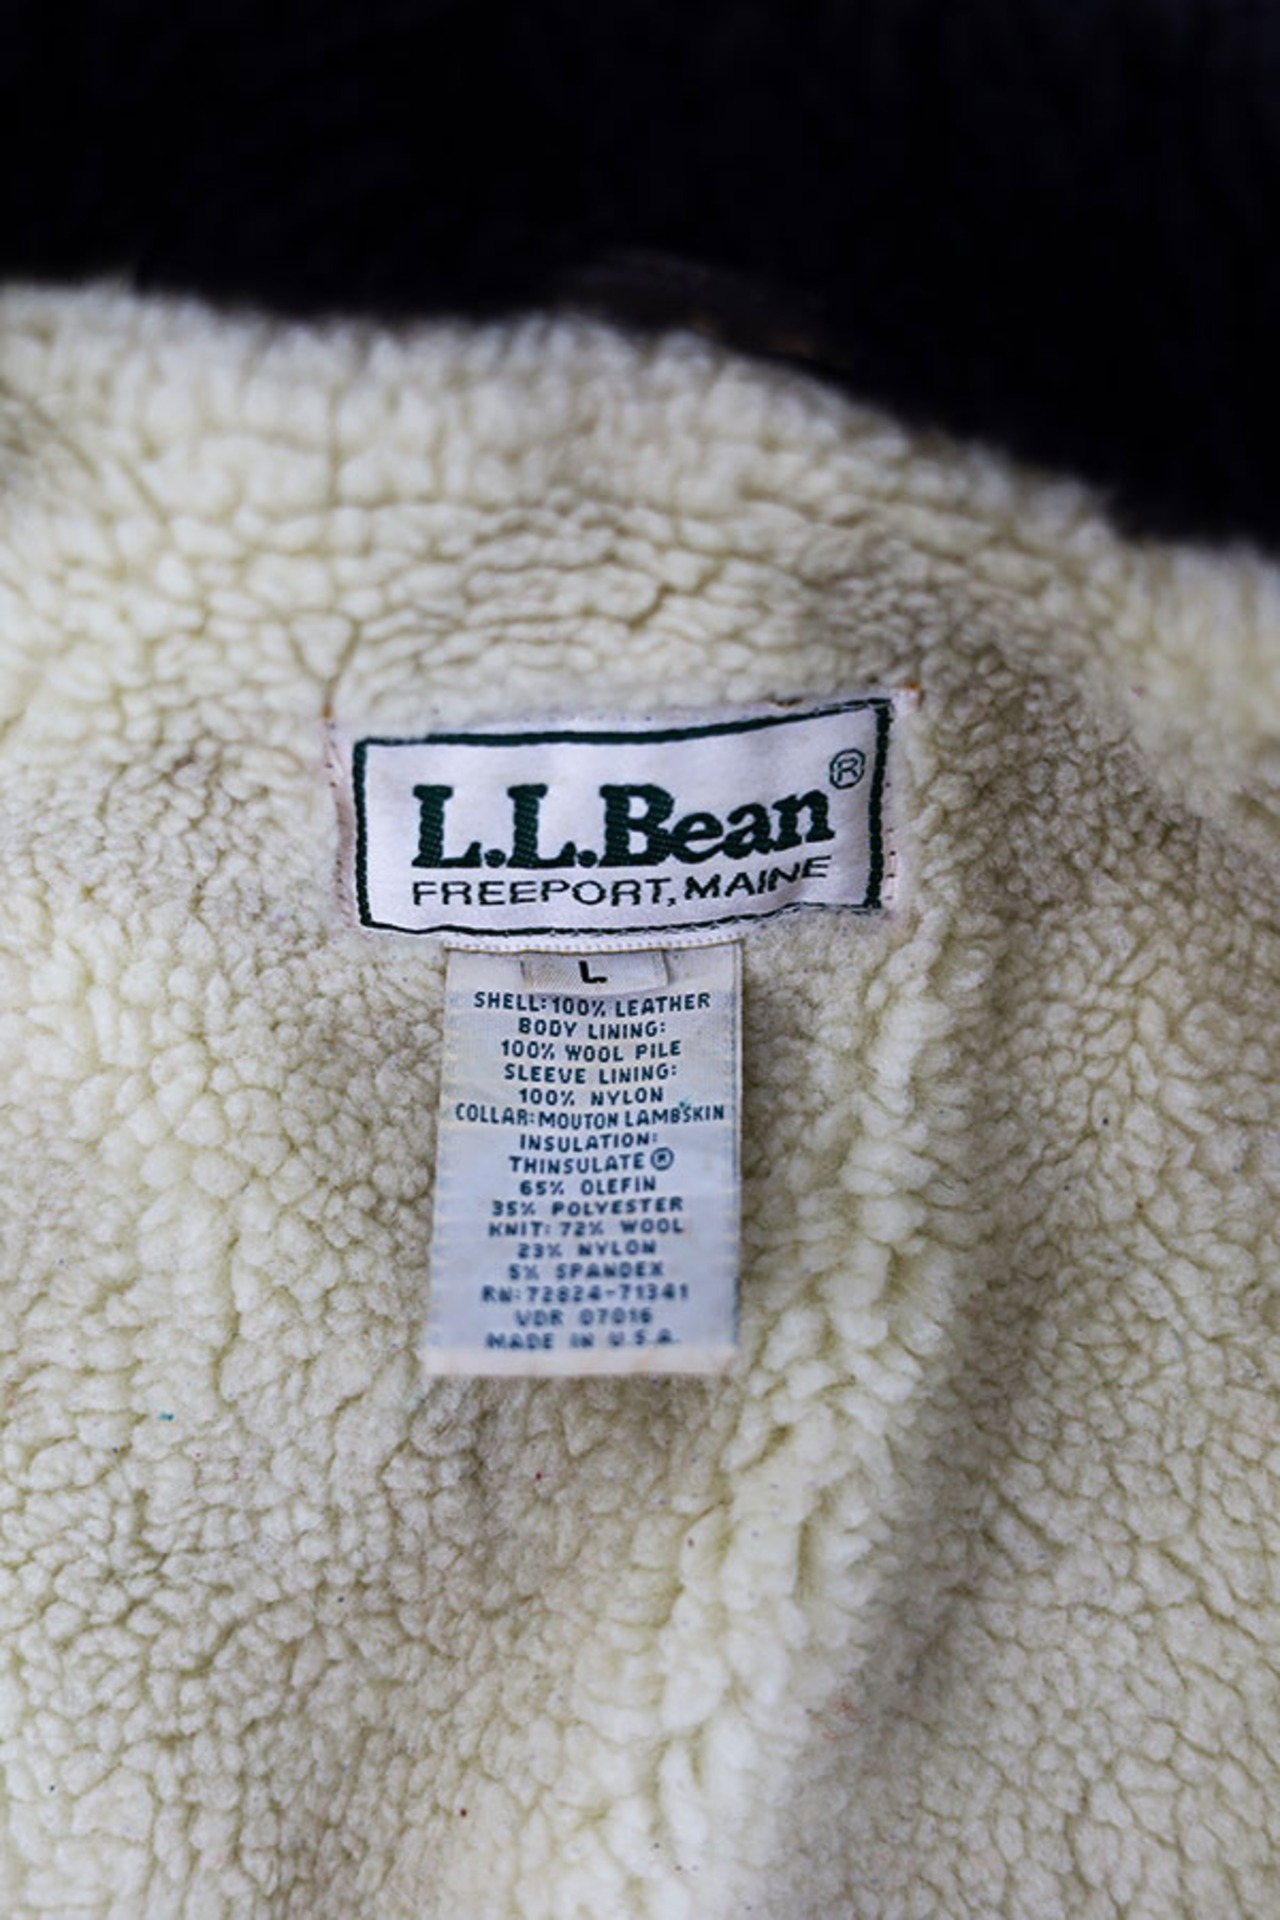 L.L.Bean®
FREEPORT, MAINE
L
SHELL: 100% LEATHER
BODY LINING:
100% WOOL PILE
SLEEVE LINING:
100% NYLON
COLLAR: MOUTON LAMBSKIN
INSULATION:
THINSULATE®
65% OLEFIN
35% POLYESTER
KNIT: 72% WOOL
23% NYLON
5% SPANDEX
RN: 72824-71341
VDR 07016
MADE IN U.S.A.